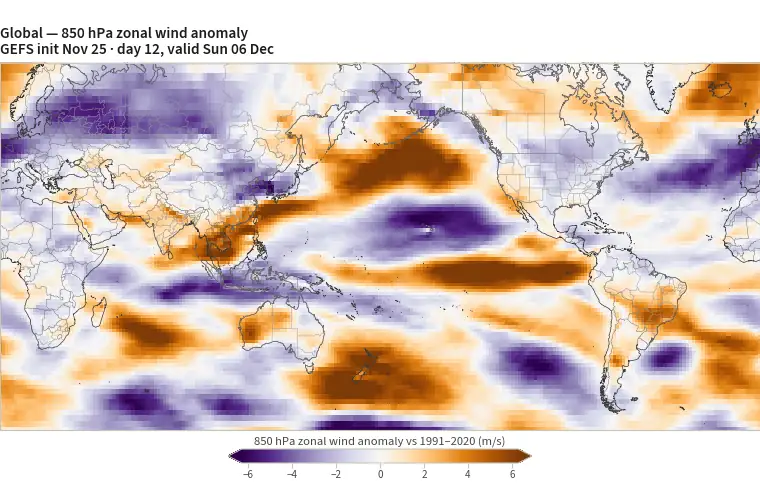 Global — 850 hPa zonal wind anomaly
GEFS init Nov 25 · day 12, valid Sun 06 Dec
850 hPa zonal wind anomaly vs 1991–2020 (m/s)
−6 −4 −2 0 2 4 6